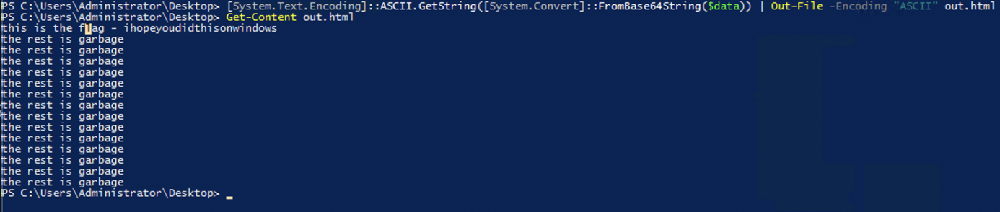 PS C:\Users\Administrator\Desktop> [System.Text.Encoding]::ASCII.GetString([System.Convert]::FromBase64String($data)) | Out-File -Encoding "ASCII" out.html
PS C:\Users\Administrator\Desktop> Get-Content out.html
this is the flag - ihopeyoudidthisonwindows
the rest is garbage
the rest is garbage
the rest is garbage
the rest is garbage
the rest is garbage
the rest is garbage
the rest is garbage
the rest is garbage
the rest is garbage
the rest is garbage
the rest is garbage
the rest is garbage
the rest is garbage
the rest is garbage
PS C:\Users\Administrator\Desktop>